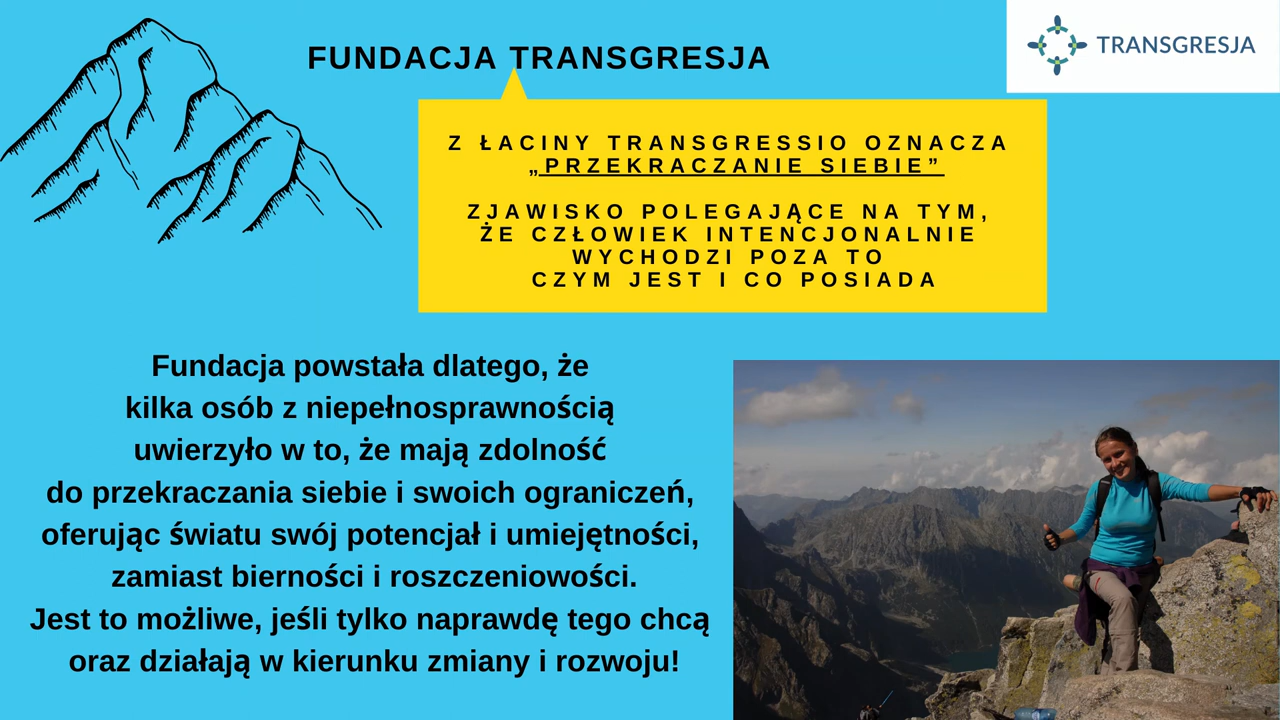 FUNDACJA TRANSGRESJA
TRANSGRESJA
Z ŁACINY TRANSGRESSIO OZNACZA
„PRZEKRACZANIE SIEBIE”
ZJAWISKO POLEGAJĄCE NA TYM,
ŻE CZŁOWIEK INTENCJONALNIE
WYCHODZI POZA TO
CZYM JEST I CO POSIADA
Fundacja powstała dlatego, że
kilka osób z niepełnosprawnością
uwierzyło w to, że mają zdolność
do przekraczania siebie i swoich ograniczeń,
oferując światu swój potencjał i umiejętności,
zamiast bierności i roszczeniowości.
Jest to możliwe, jeśli tylko naprawdę tego chcą
oraz działają w kierunku zmiany i rozwoju!